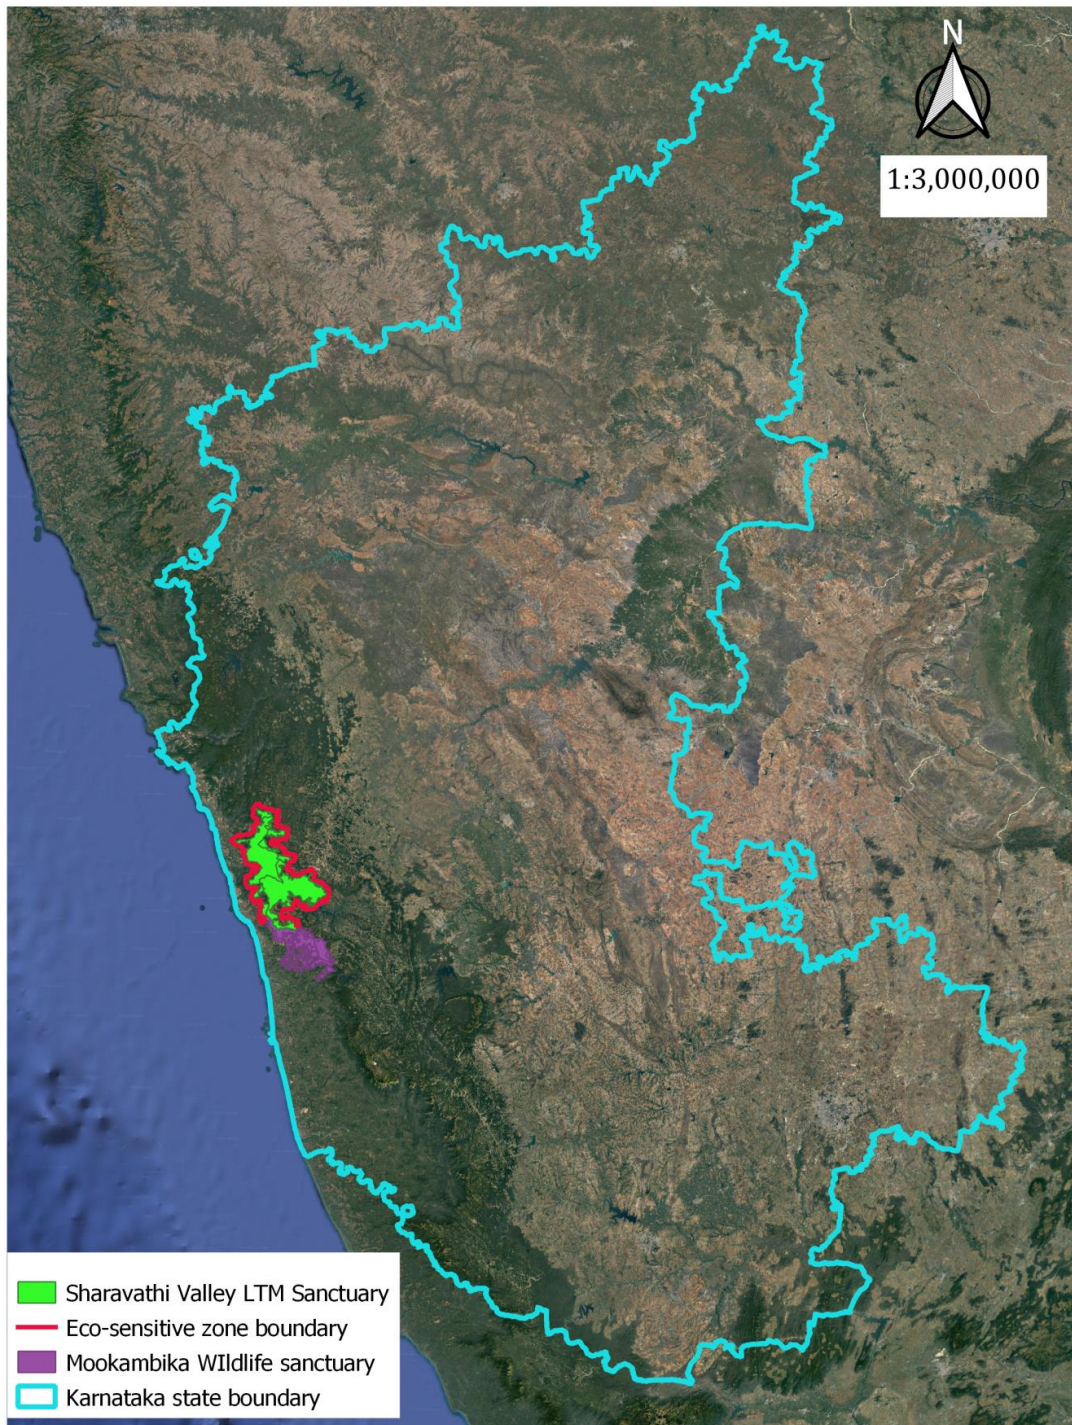 N
1:3,000,000
Sharavathi Valley LTM Sanctuary
Eco-sensitive zone boundary
Mookambika WIldlife sanctuary
Karnataka state boundary